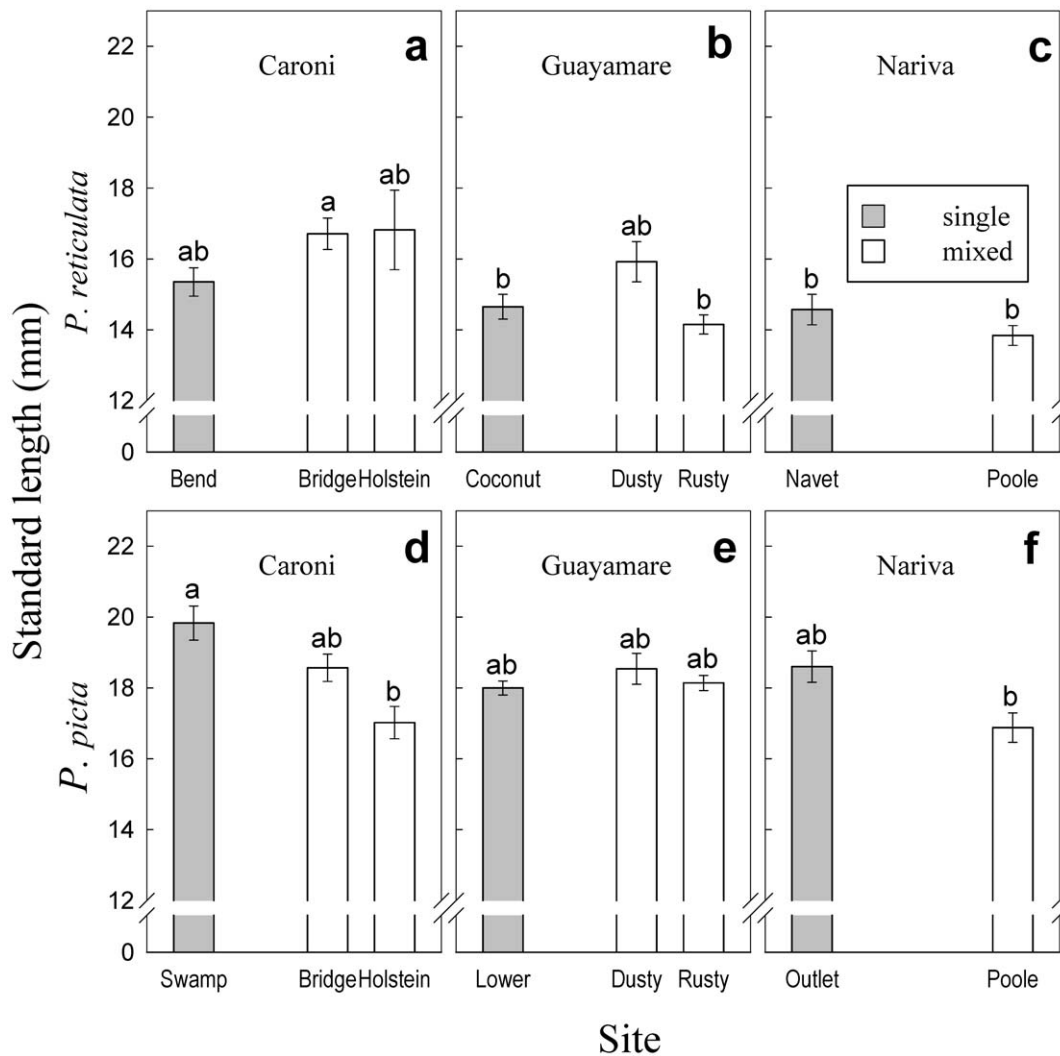 a
b
c
Caroni
Guayamare
Nariva
22
20
18
16
14
12
0
P. reticulata
ab
a
ab
b
ab
b
b
b
single
mixed
Bend
Bridge
Holstein
Coconut
Dusty
Rusty
Navet
Poole
Standard length (mm)
d
e
f
Caroni
Guayamare
Nariva
22
20
18
16
14
12
0
P. picta
a
ab
b
ab
ab
ab
ab
b
Swamp
Bridge
Holstein
Lower
Dusty
Rusty
Outlet
Poole
Site